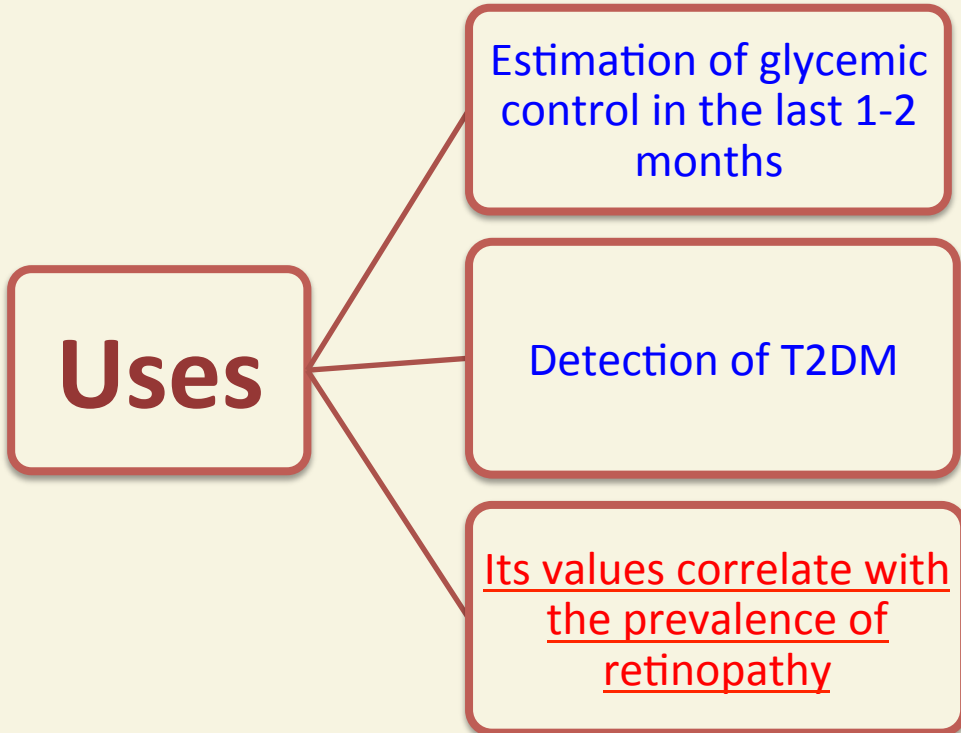 Uses
Estimation of glycemic
control in the last 1-2
months
Detection of T2DM
Its values correlate with
the prevalence of
retinopathy